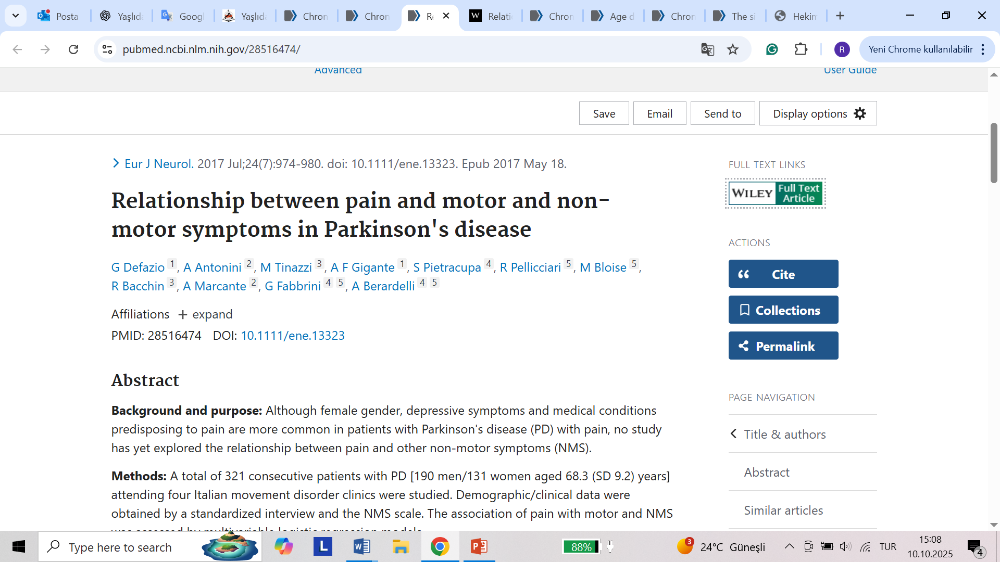 Posta
Yaşlıda
Googl
Yaşlıda
Chron
Chron
Re
Relati
Chron
Age d
Chron
The si
Hekim
pubmed.ncbi.nlm.nih.gov/28516474/
R
Yeni Chrome kullanılabilir
Advanced
User Guide
Save
Email
Send to
Display options
Eur J Neurol. 2017 Jul;24(7):974-980. doi: 10.1111/ene.13323. Epub 2017 May 18.
Relationship between pain and motor and non-
motor symptoms in Parkinson's disease
G Defazio 1, A Antonini 2, M Tinazzi 3, A F Gigante 1, S Pietracupa 4, R Pellicciari 5, M Bloise 5,
R Bacchin 3, A Marcante 2, G Fabbrini 4 5, A Berardelli 4 5
Affiliations + expand
PMID: 28516474 DOI: 10.1111/ene.13323
Abstract
Background and purpose: Although female gender, depressive symptoms and medical conditions
predisposing to pain are more common in patients with Parkinson's disease (PD) with pain, no study
has yet explored the relationship between pain and other non-motor symptoms (NMS).
Methods: A total of 321 consecutive patients with PD [190 men/131 women aged 68.3 (SD 9.2) years]
attending four Italian movement disorder clinics were studied. Demographic/clinical data were
obtained by a standardized interview and the NMS scale. The association of pain with motor and NMS
was assessed by multivariable logistic regression models.
FULL TEXT LINKS
WILEY Full Text
Article
ACTIONS
Cite
Collections
Permalink
PAGE NAVIGATION
Title & authors
Abstract
Similar articles
Type here to search
L
88%
3
24°C Güneşli
TUR
15:08
10.10.2025
4